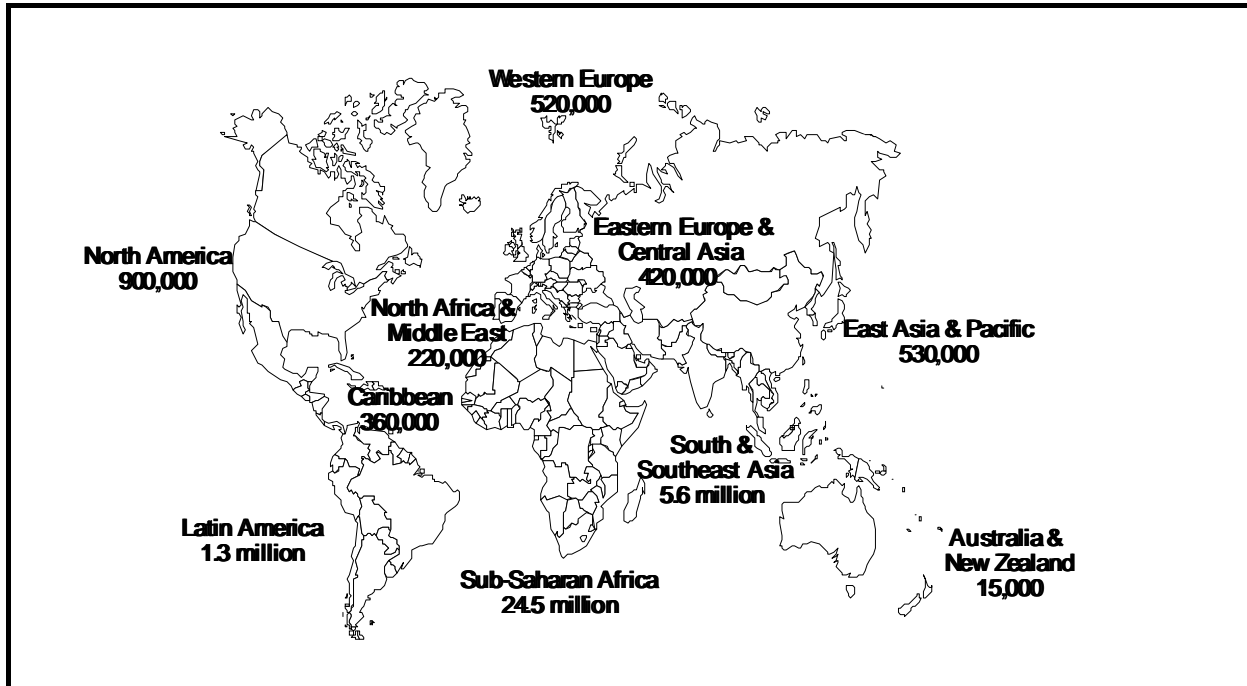 Western Europe
520,000
Eastern Europe &
Central Asia
420,000
North America
900,000
North Africa &
Middle East
220,000
East Asia & Pacific
530,000
Caribbean
360,000
South &
Southeast Asia
5.6 million
Latin America
1.3 million
Australia &
New Zealand
15,000
Sub-Saharan Africa
24.5 million